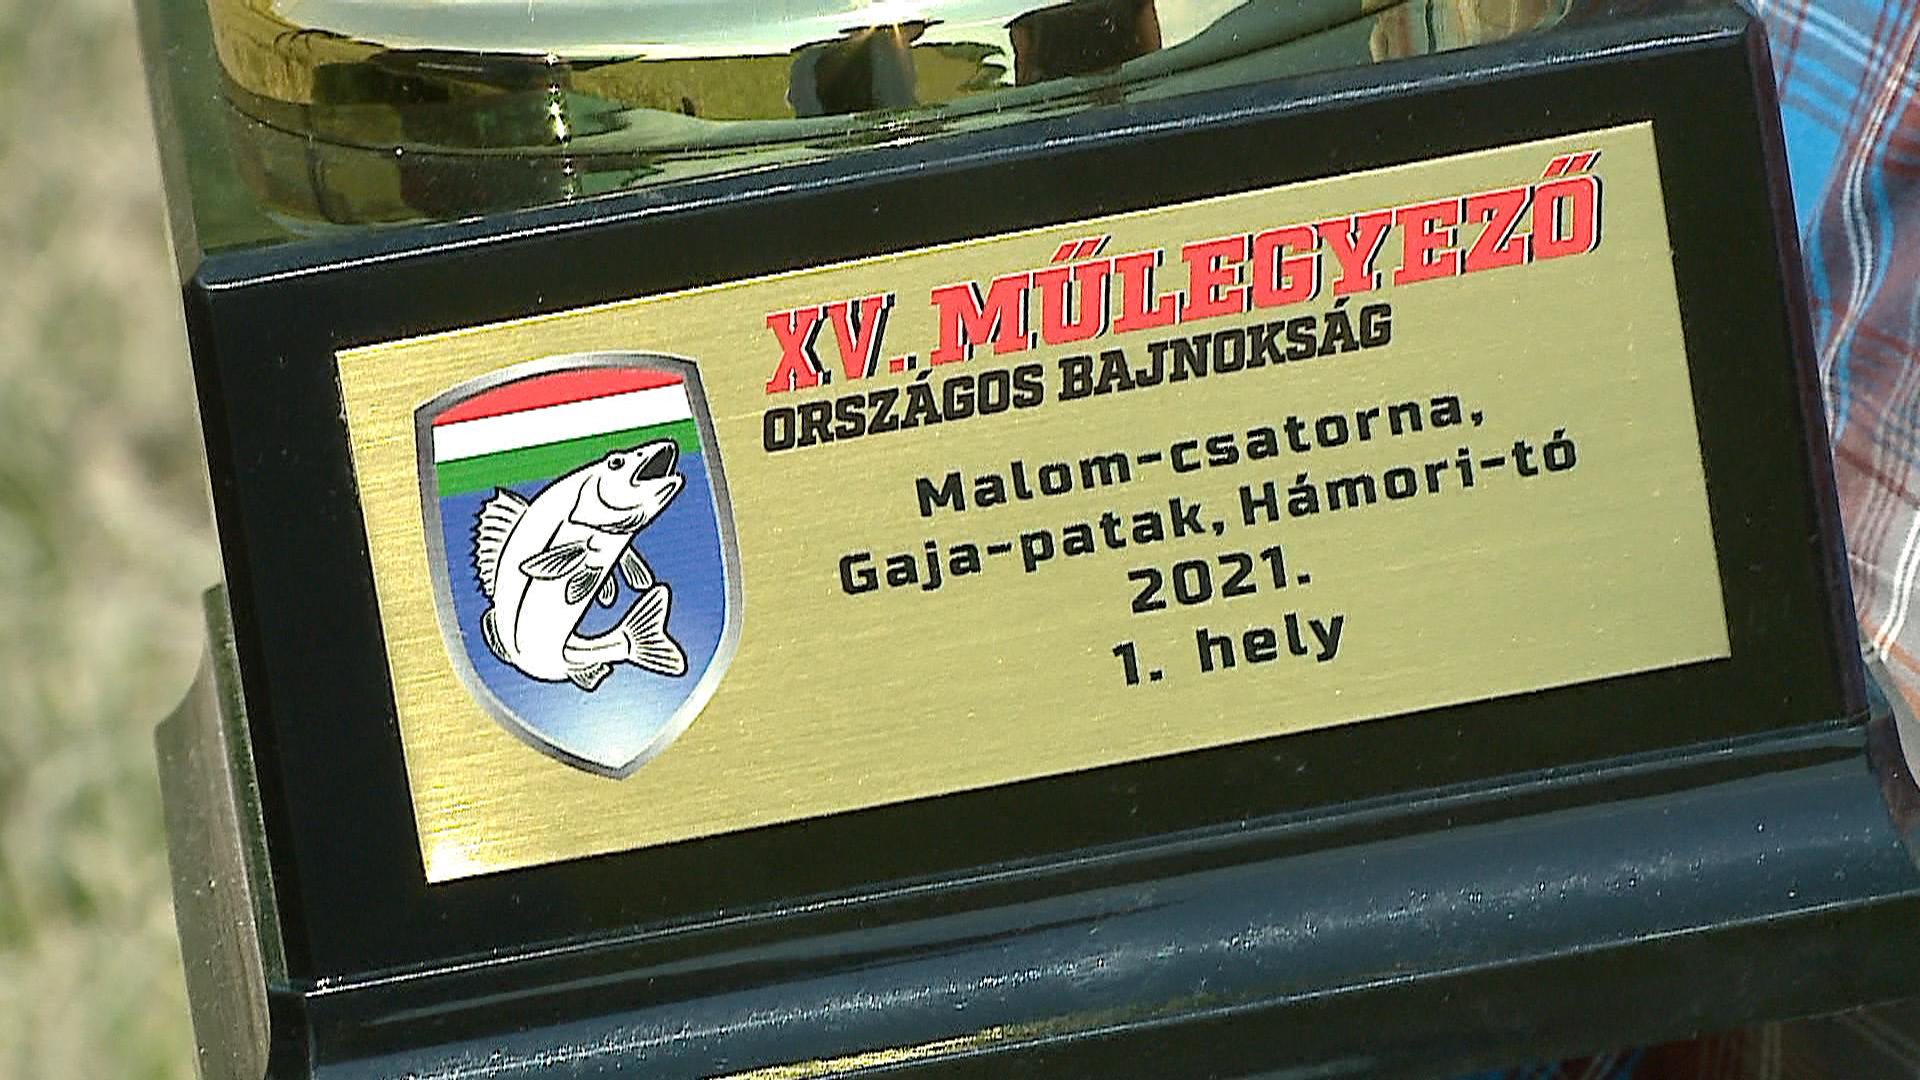 XV.. MŰLEGYEZŐ
ORSZÁGOS BAJNOKSÁG
Malom-csatorna,
Gaja-patak, Hámori-tó
2021.
1. hely